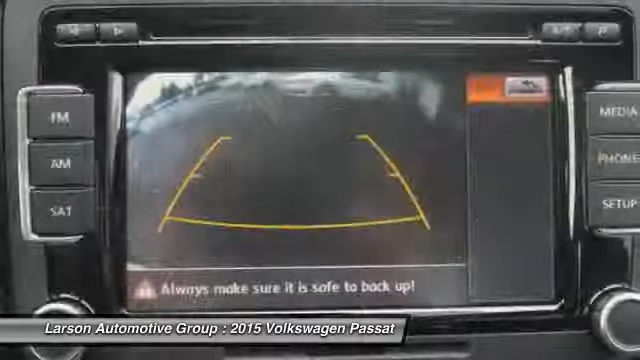 FM
AM
SAT
MEDIA
PHONE
SETUP
Always make sure it is safe to back up!
Larson Automotive Group : 2015 Volkswagen Passat